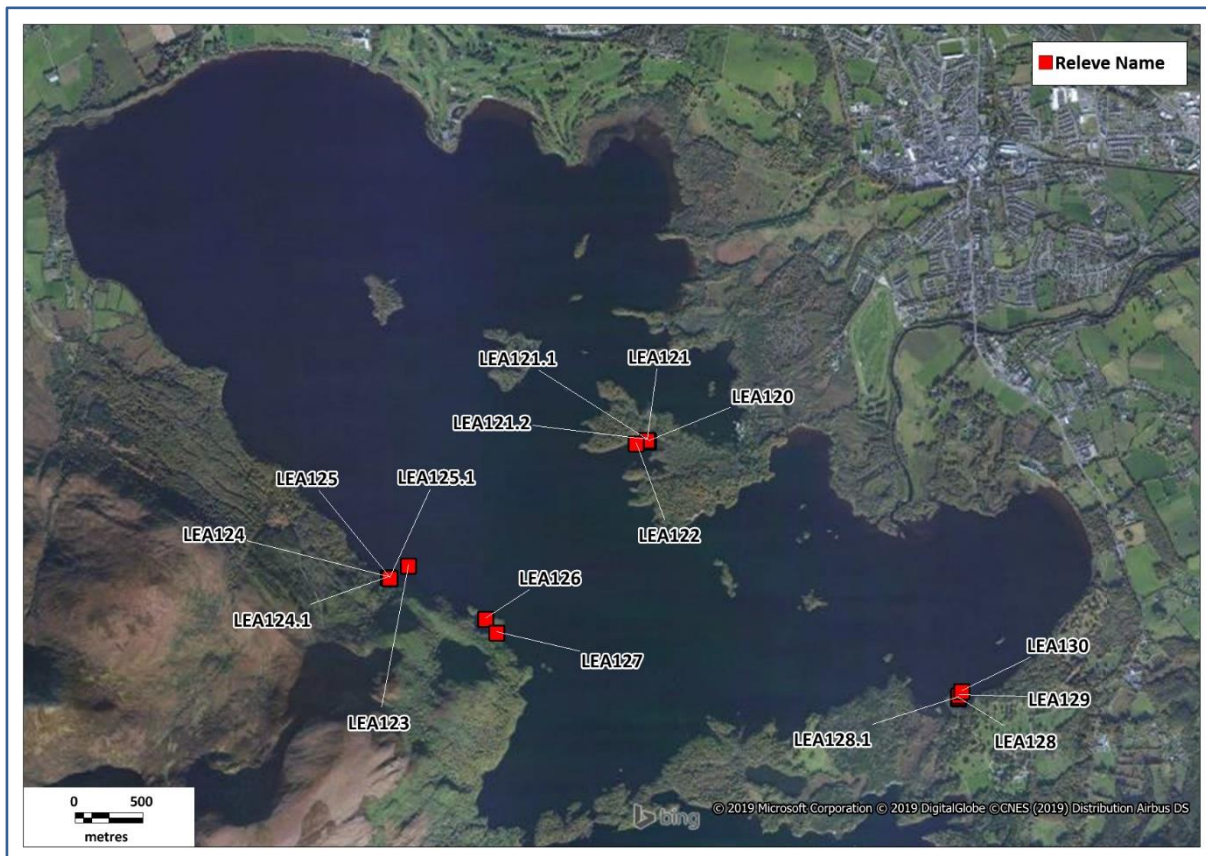 Releve Name
LEA121.1
LEA121
LEA120
LEA121.2
LEA122
LEA125
LEA125.1
LEA124
LEA124.1
LEA126
LEA127
LEA123
LEA130
LEA129
LEA128.1
LEA128
0 500
metres
bing
© 2019 Microsoft Corporation © 2019 DigitalGlobe ©CNES (2019) Distribution Airbus DS